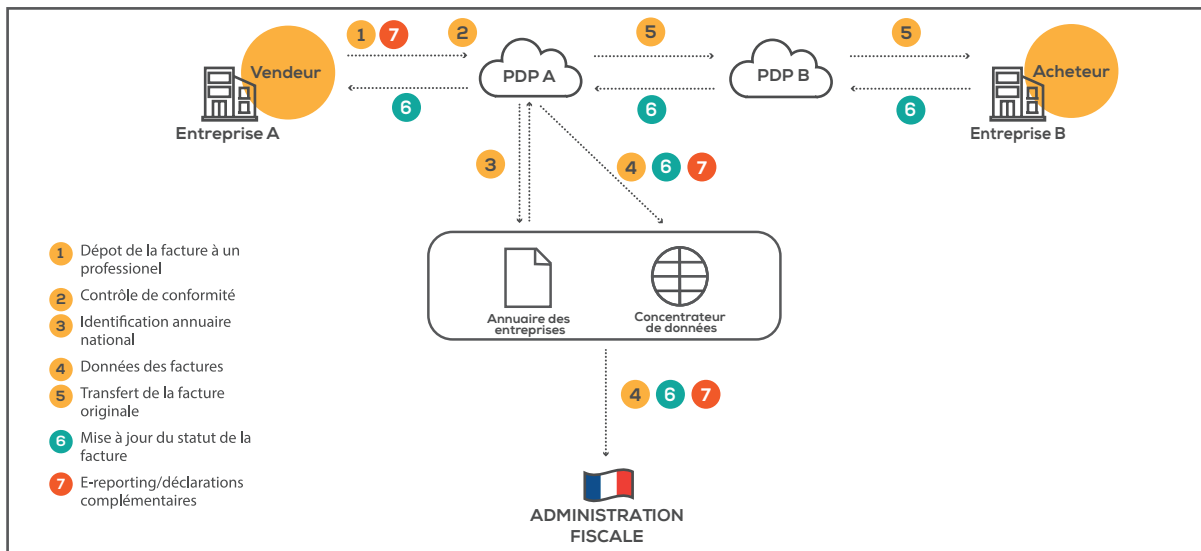 1 7 2 5 5
Vendeur
PDP A
PDP B
Acheteur
6 6 6
Entreprise A
Entreprise B
3
4 6 7
1 Dépot de la facture à un
professionel
2 Contrôle de conformité
3 Identification annuaire
national
4 Données des factures
5 Transfert de la facture
originale
6 Mise à jour du statut de la
facture
7 E-reporting/déclarations
complémentaires
Annuaire des
entreprises
Concentrateur
de données
4 6 7
ADMINISTRATION
FISCALE